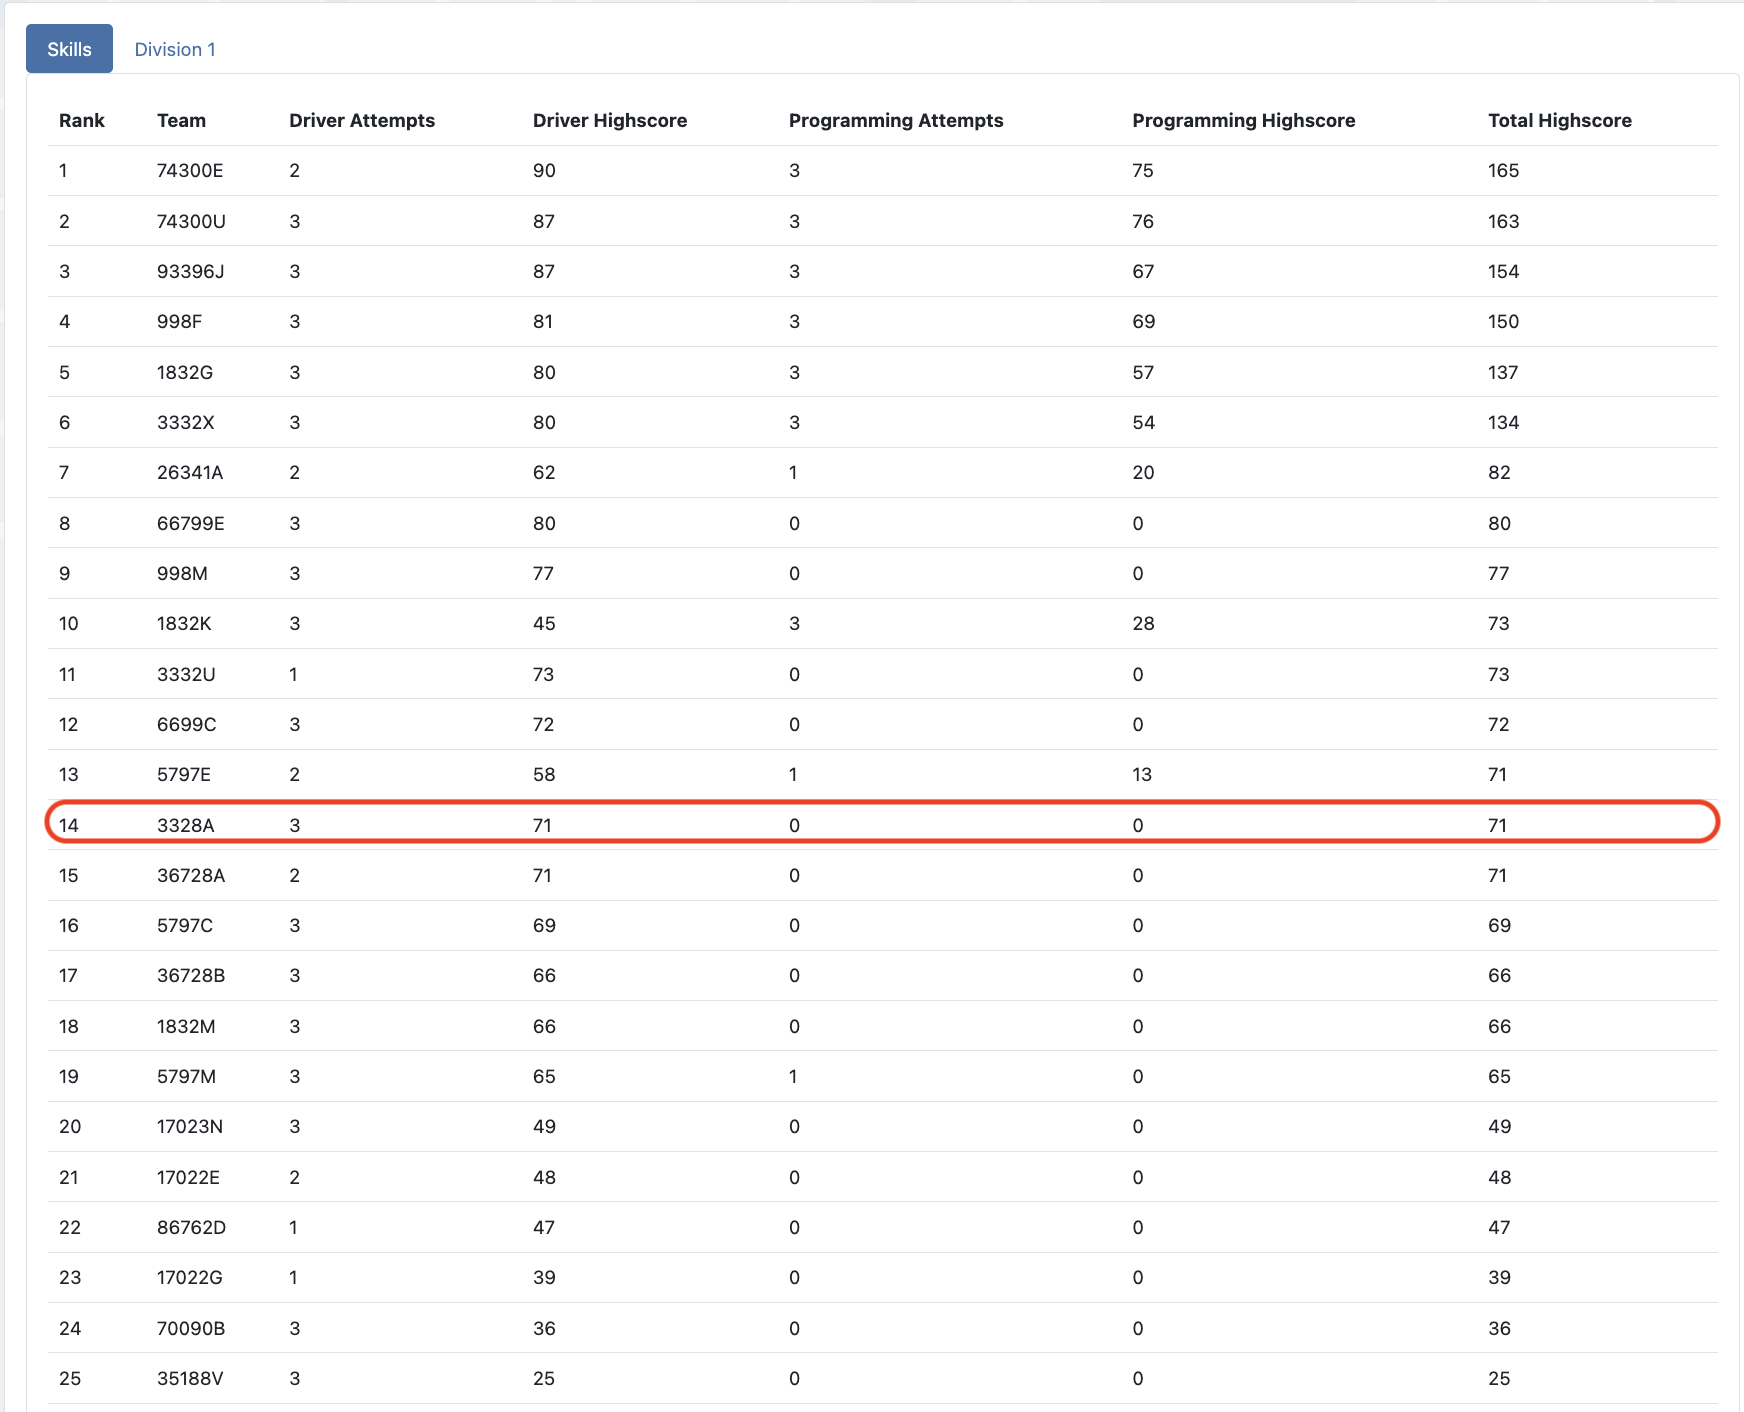 Skills Division 1
Rank Team Driver Attempts Driver Highscore Programming Attempts Programming Highscore Total Highscore
1 74300E 2 90 3 75 165
2 74300U 3 87 3 76 163
3 93396J 3 87 3 67 154
4 998F 3 81 3 69 150
5 1832G 3 80 3 57 137
6 3332X 3 80 3 54 134
7 26341A 2 62 1 20 82
8 66799E 3 80 0 0 80
9 998M 3 77 0 0 77
10 1832K 3 45 3 28 73
11 3332U 1 73 0 0 73
12 6699C 3 72 0 0 72
13 5797E 2 58 1 13 71
14 3328A 3 71 0 0 71
15 36728A 2 71 0 0 71
16 5797C 3 69 0 0 69
17 36728B 3 66 0 0 66
18 1832M 3 66 0 0 66
19 5797M 3 65 1 0 65
20 17023N 3 49 0 0 49
21 17022E 2 48 0 0 48
22 86762D 1 47 0 0 47
23 17022G 1 39 0 0 39
24 70090B 3 36 0 0 36
25 35188V 3 25 0 0 25